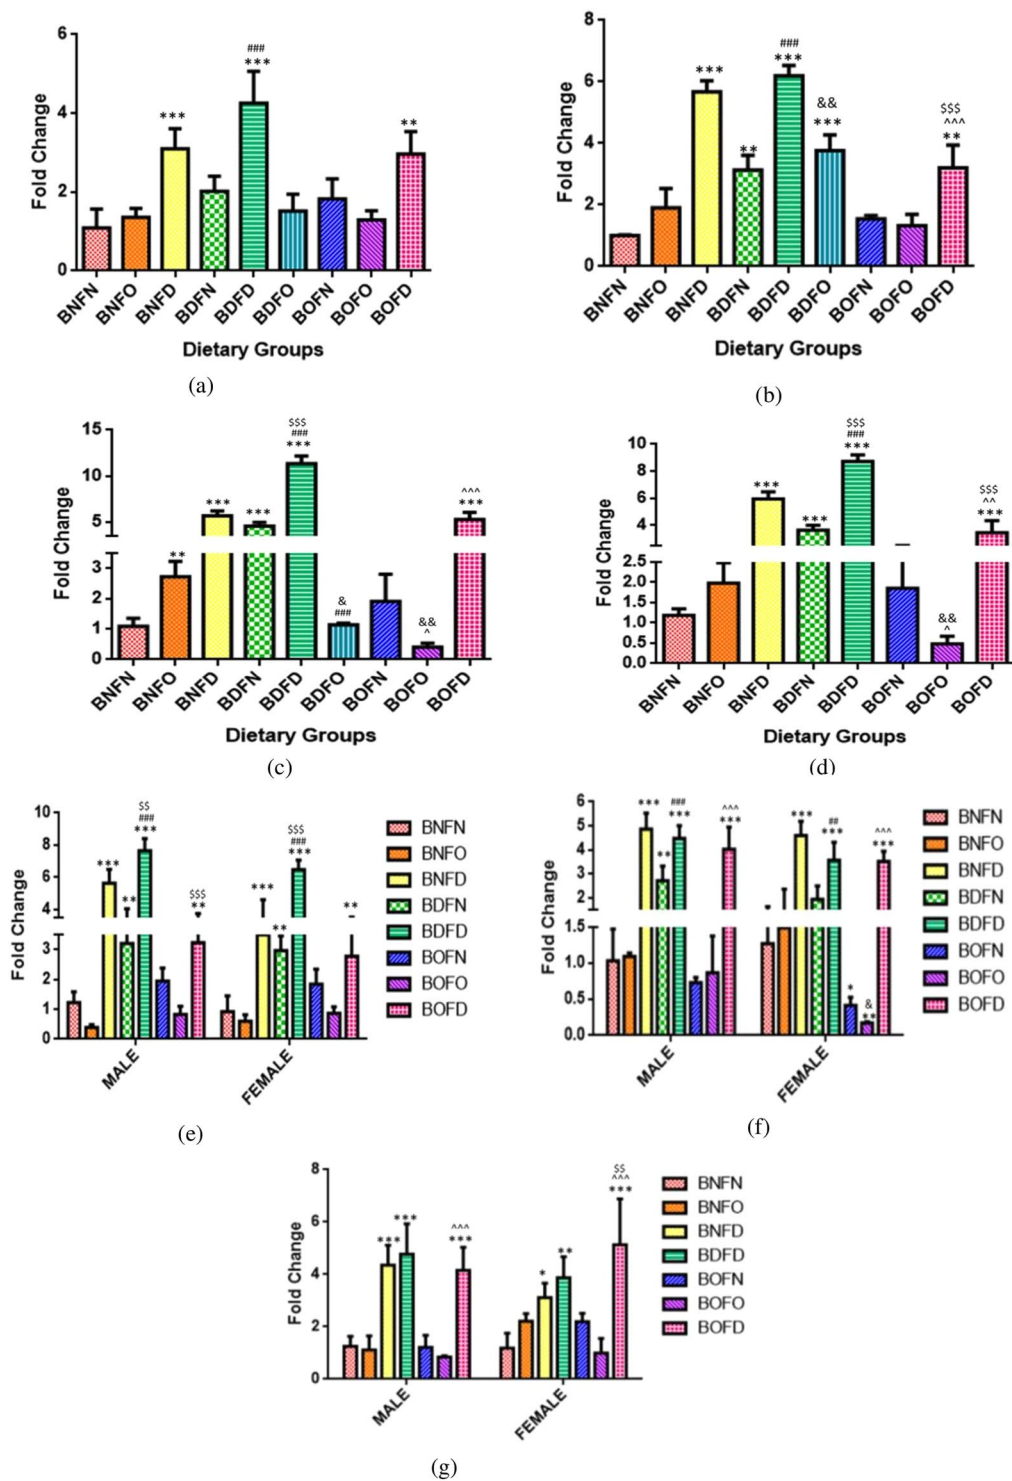 6
4
2
0
Fold Change
***
###
***
**
BNFN
BNFO
BNFD
BDFN
BDFD
BDFO
BOFN
BOFO
BOFD
Dietary Groups
(a)
8
6
4
2
0
Fold Change
***
**
###
***
&&
***
$$$
^^^
**
BNFN
BNFO
BNFD
BDFN
BDFD
BDFO
BOFN
BOFO
BOFD
Dietary Groups
(b)
15
10
5
3
2
1
0
Fold Change
**
***
***
$$$
###
***
&
###
&&
^
^^^
***
BNFN
BNFO
BNFD
BDFN
BDFD
BDFO
BOFN
BOFO
BOFD
Dietary Groups
(c)
10
8
6
4
2.5
2.0
1.5
1.0
0.5
0.0
Fold Change
***
***
$$$
###
***
&&
^
$$$
^^
***
BNFN
BNFO
BNFD
BDFN
BDFD
BOFN
BOFO
BOFD
Dietary Groups
(d)
10
8
6
4
3
2
1
0
Fold Change
***
**
$$
###
***
$$$
**
***
**
$$$
###
***
**
MALE
FEMALE
BNFN
BNFO
BNFD
BDFN
BDFD
BOFN
BOFO
BOFD
(e)
6
5
4
3
2
1.5
1.0
0.5
0.0
Fold Change
***
**
###
***
^^^
***
***
##
***
*
&
**
^^^
***
MALE
FEMALE
BNFN
BNFO
BNFD
BDFN
BDFD
BOFN
BOFO
BOFD
(f)
8
6
4
2
0
Fold Change
***
***
^^^
***
*
**
$$
^^^
***
MALE
FEMALE
BNFN
BNFO
BNFD
BDFD
BOFN
BOFO
BOFD
(g)